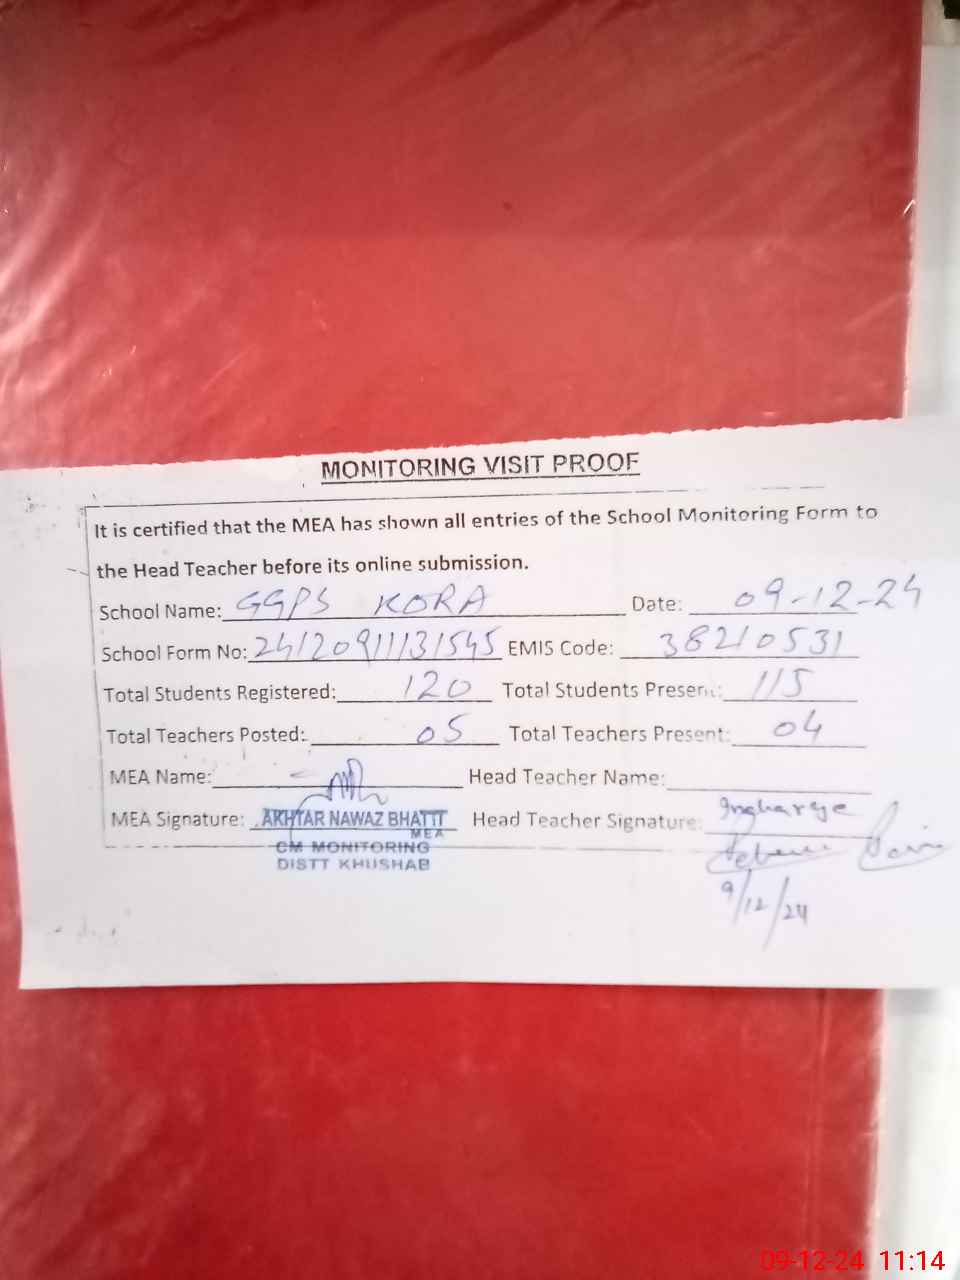 MONITORING VISIT PROOF
It is certified that the MEA has shown all entries of the School Monitoring Form to
the Head Teacher before its online submission.
School Name: GGPS KORA Date: 09-12-24
School Form No: 24120911131545 EMIS Code: 38210531
Total Students Registered: 120 Total Students Present: 115
Total Teachers Posted: 05 Total Teachers Present: 04
MEA Name: Head Teacher Name:
MEA Signature: AKHTAR NAWAZ BHATTI Head Teacher Signature: Incharge
MEA
CM MONITORING
DISTT KHUSHAB
9/12/24
09-12-24 11:14